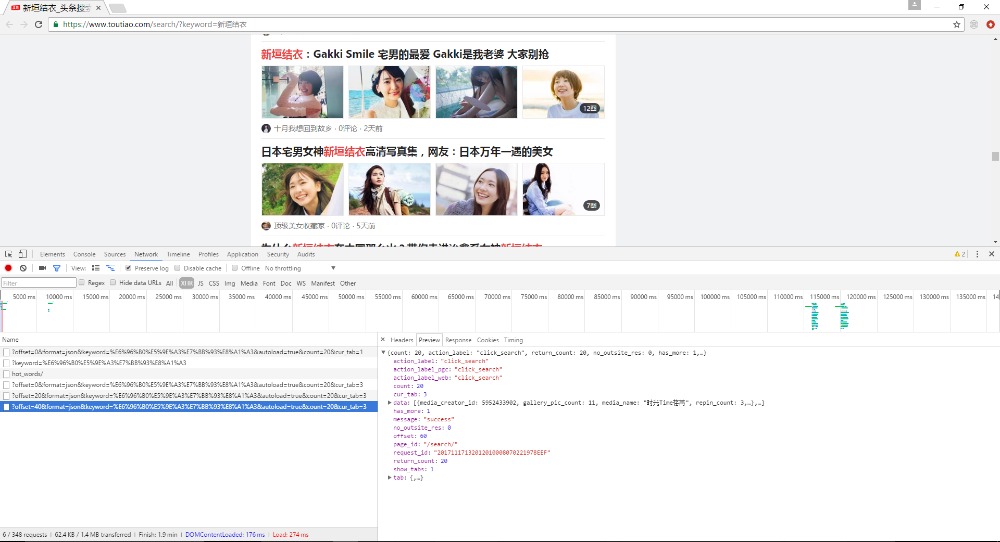 新垣结衣_头条搜索
https://www.toutiao.com/search/?keyword=新垣结衣
新垣结衣：Gakki Smile 宅男的最爱 Gakki是我老婆 大家别抢
12图
十月我想回到故乡 · 0评论 · 2天前
日本宅男女神新垣结衣高清写真集，网友：日本万年一遇的美女
7图
顶级美女收藏家 · 0评论 · 5天前
Elements Console Sources Network Timeline Profiles Application Security Audits 2
View: Preserve log Disable cache Offline No throttling
Filter Regex Hide data URLs All XHR JS CSS Img Media Font Doc WS Manifest Other
5000 ms 10000 ms 15000 ms 20000 ms 25000 ms 30000 ms 35000 ms 40000 ms 45000 ms 50000 ms 55000 ms 60000 ms 65000 ms 70000 ms 75000 ms 80000 ms 85000 ms 90000 ms 95000 ms 100000 ms 105000 ms 110000 ms 115000 ms 120000 ms 125000 ms 130000 ms 135000 ms 14
Name
?offset=0&format=json&keyword=%E6%96%B0%E5%9E%A3%E7%BB%93%E8%A1%A3&autoload=true&count=20&cur_tab=1
?keyword=%E6%96%B0%E5%9E%A3%E7%BB%93%E8%A1%A3
hot_words/
?offset=0&format=json&keyword=%E6%96%B0%E5%9E%A3%E7%BB%93%E8%A1%A3&autoload=true&count=20&cur_tab=3
?offset=20&format=json&keyword=%E6%96%B0%E5%9E%A3%E7%BB%93%E8%A1%A3&autoload=true&count=20&cur_tab=3
?offset=40&format=json&keyword=%E6%96%B0%E5%9E%A3%E7%BB%93%E8%A1%A3&autoload=true&count=20&cur_tab=3
6 / 348 requests | 62.4 KB / 1.4 MB transferred | Finish: 1.9 min | DOMContentLoaded: 176 ms | Load: 274 ms
Headers Preview Response Cookies Timing
{count: 20, action_label: "click_search", return_count: 20, no_outsite_res: 0, has_more: 1,…}
action_label: "click_search"
action_label_pgc: "click_search"
action_label_web: "click_search"
count: 20
cur_tab: 3
data: [{media_creator_id: 5952433902, gallery_pic_count: 11, media_name: "时光Time荏苒", repin_count: 3,…},…]
has_more: 1
message: "success"
no_outsite_res: 0
offset: 60
page_id: "/search/"
request_id: "20171117132012010008070221978EEF"
return_count: 20
show_tabs: 1
tab: {,…}